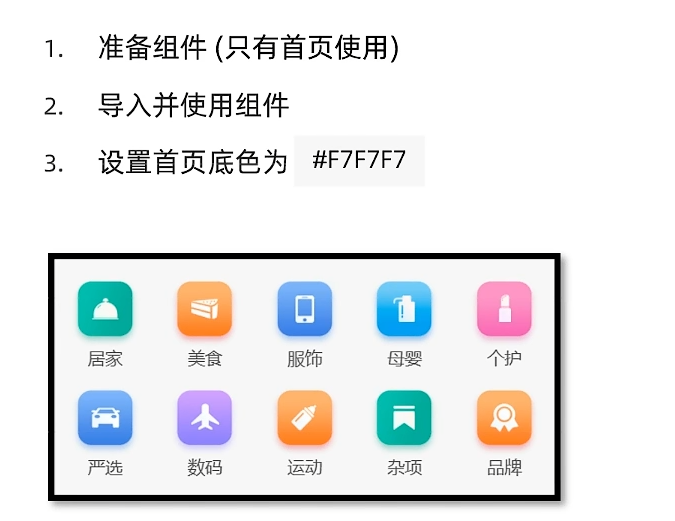 1. 准备组件 (只有首页使用)
2. 导入并使用组件
3. 设置首页底色为 #F7F7F7
居家 美食 服饰 母婴 个护
严选 数码 运动 杂项 品牌